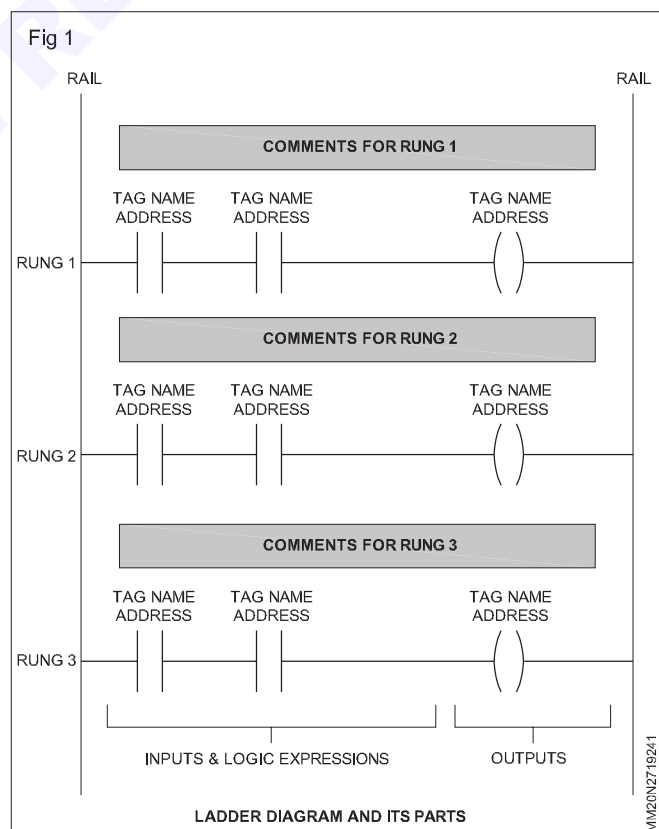 Fig 1
RAIL RAIL
COMMENTS FOR RUNG 1
TAG NAME TAG NAME TAG NAME
ADDRESS ADDRESS ADDRESS
RUNG 1
COMMENTS FOR RUNG 2
TAG NAME TAG NAME TAG NAME
ADDRESS ADDRESS ADDRESS
RUNG 2
COMMENTS FOR RUNG 3
TAG NAME TAG NAME TAG NAME
ADDRESS ADDRESS ADDRESS
RUNG 3
INPUTS & LOGIC EXPRESSIONS OUTPUTS
LADDER DIAGRAM AND ITS PARTS
MM20N2719241